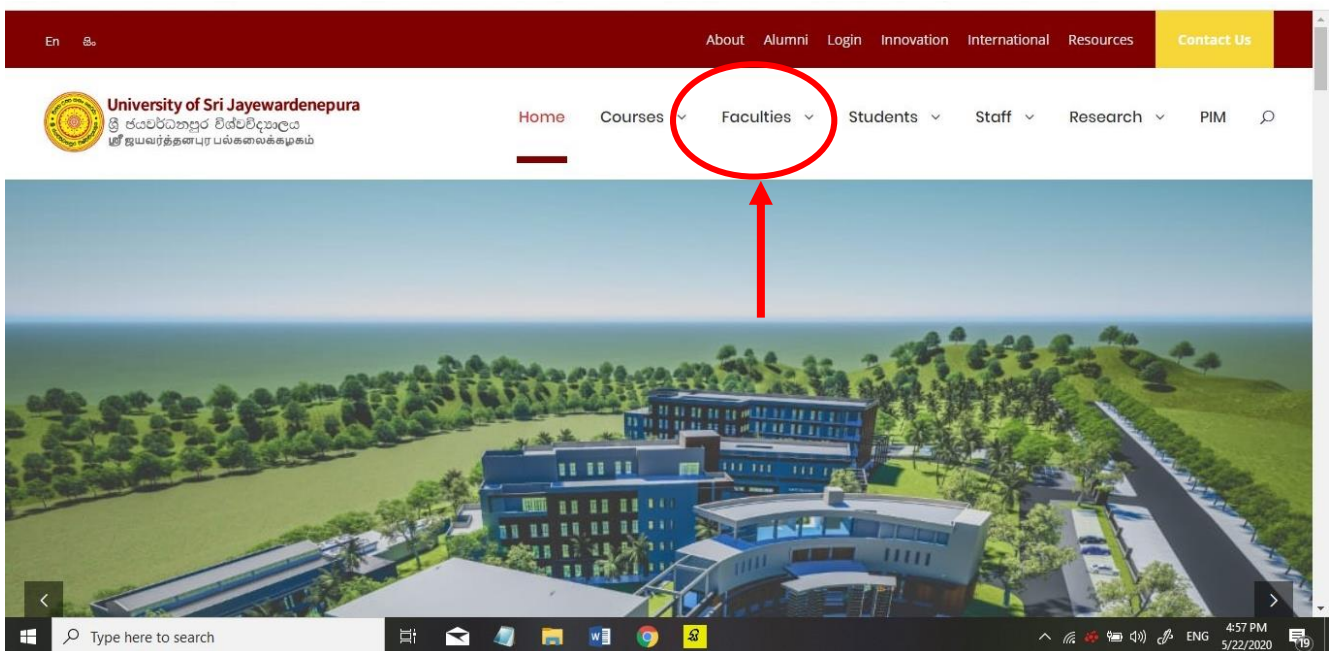 En සිං
About Alumni Login Innovation International Resources Contact Us
University of Sri Jayewardenepura
ශ්‍රී ජයවර්ධනපුර විශ්වවිද්‍යාලය
ஸ்ரீ ஜயவர்த்தனபுர பல்கலைக்கழகம்
Home Courses Faculties Students Staff Research PIM
Type here to search
ENG
4:57 PM
5/22/2020
19